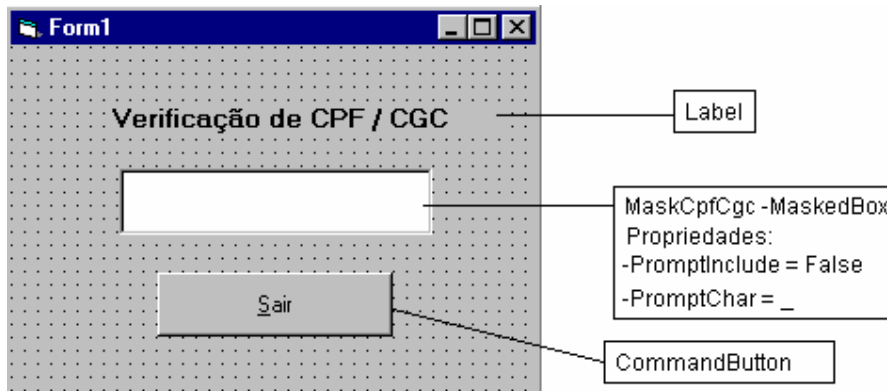 Form1
Verificação de CPF / CGC
Label
MaskCpfCgc -MaskedBox
Propriedades:
-PromptInclude = False
-PromptChar = _
Sair
CommandButton